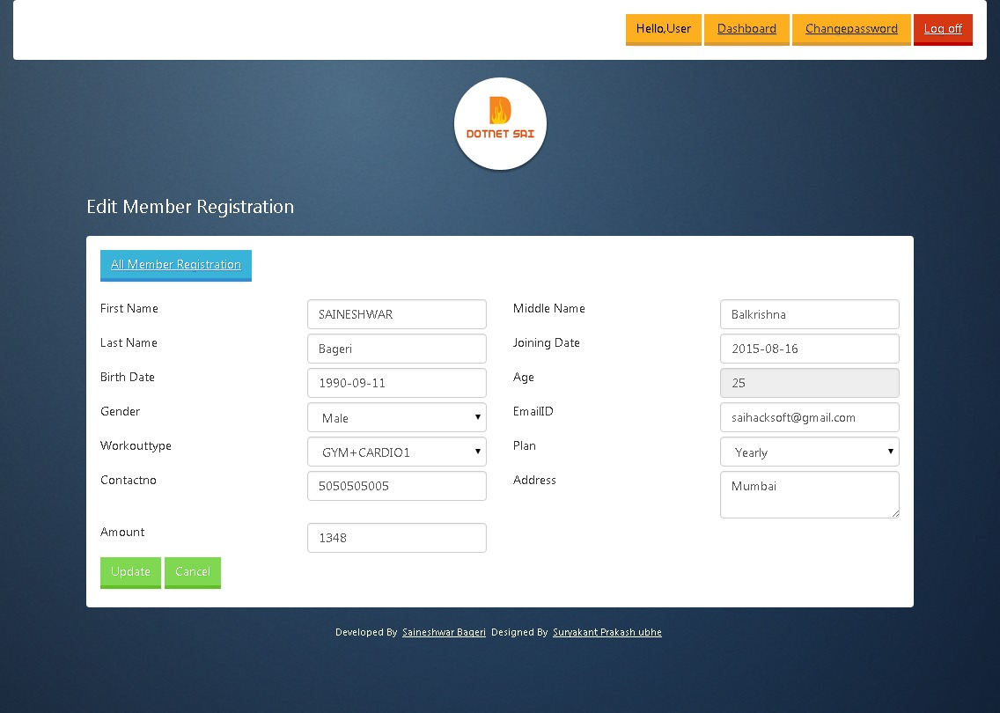 Hello,User Dashboard Changepassword Log off
DOTNET SAI
Edit Member Registration
All Member Registration
First Name SAINESHWAR Middle Name Balkrishna
Last Name Bageri Joining Date 2015-08-16
Birth Date 1990-09-11 Age 25
Gender Male EmailID saihacksoft@gmail.com
Workouttype GYM+CARDIO1 Plan Yearly
Contactno 5050505005 Address Mumbai
Amount 1348
Update Cancel
Developed By Saineshwar Bageri Designed By Suryakant Prakash ubhe